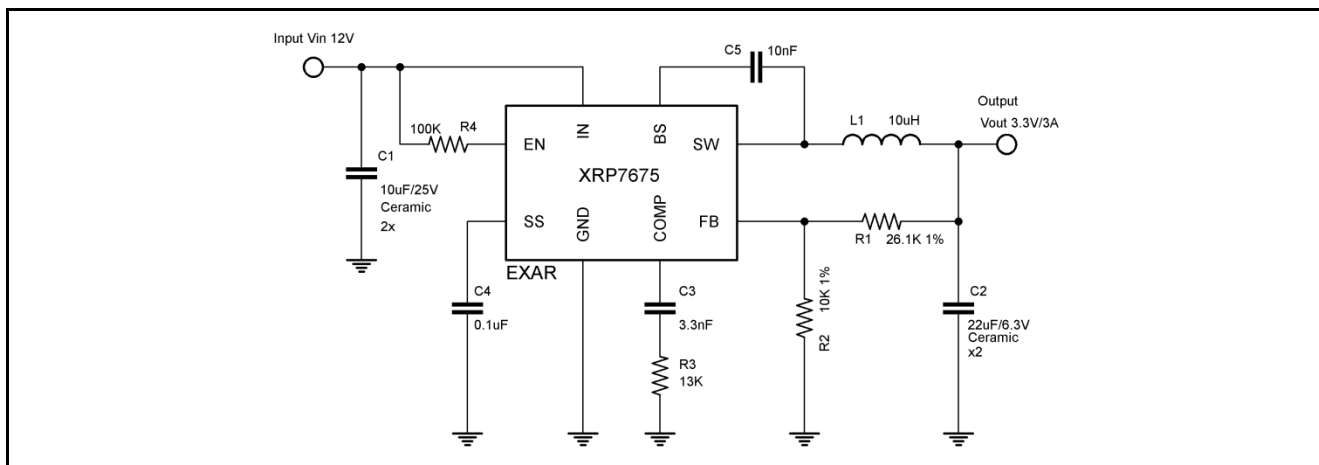 Input Vin 12V
C5
10nF
Output
Vout 3.3V/3A
L1
10uH
100K
R4
EN
IN
BS
SW
C1
10uF/25V
Ceramic
2x
XRP7675
SS
GND
COMP
FB
R1
26.1K 1%
EXAR
C4
0.1uF
C3
3.3nF
R3
13K
R2
10K 1%
C2
22uF/6.3V
Ceramic
x2